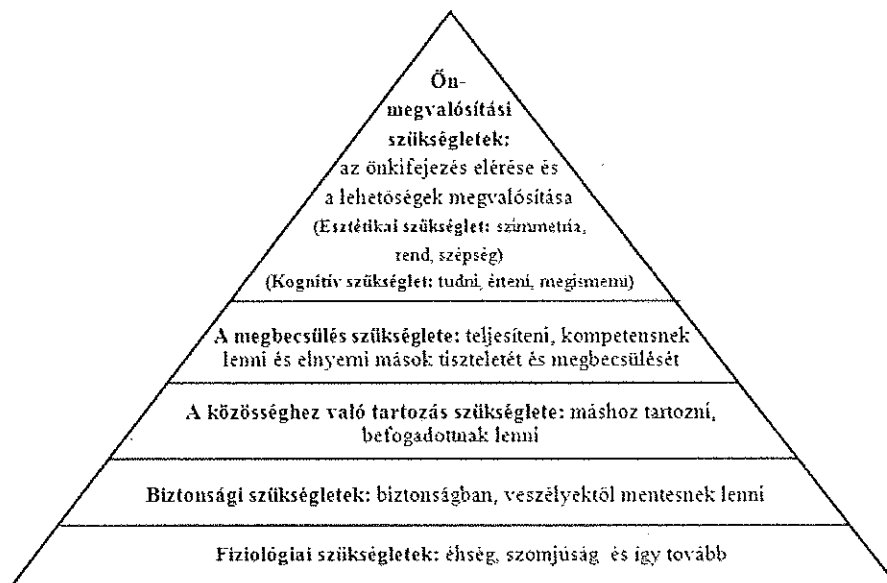 Ön-
megvalósítási
szükségletek:
az önkifejezés elérése és
a lehetőségek megvalósítása
(Esztétikai szükséglet: szimmetria,
rend, szépség)
(Kognitív szükséglet: tudni, érteni, megismerni)
A megbecsülés szükséglete: teljesíteni, kompetensnek
lenni és elnyerni mások tiszteletét és megbecsülését
A közösséghez való tartozás szükséglete: máshoz tartozni,
befogadottnak lenni
Biztonsági szükségletek: biztonságban, veszélyektől mentesnek lenni
Fiziológiai szükségletek: éhség, szomjúság és így tovább